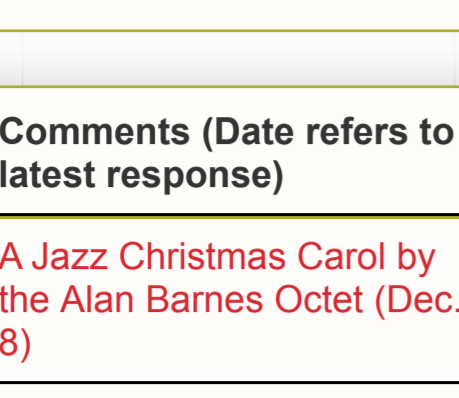 Comments (Date refers to
latest response)
A Jazz Christmas Carol by
the Alan Barnes Octet (Dec.
8)